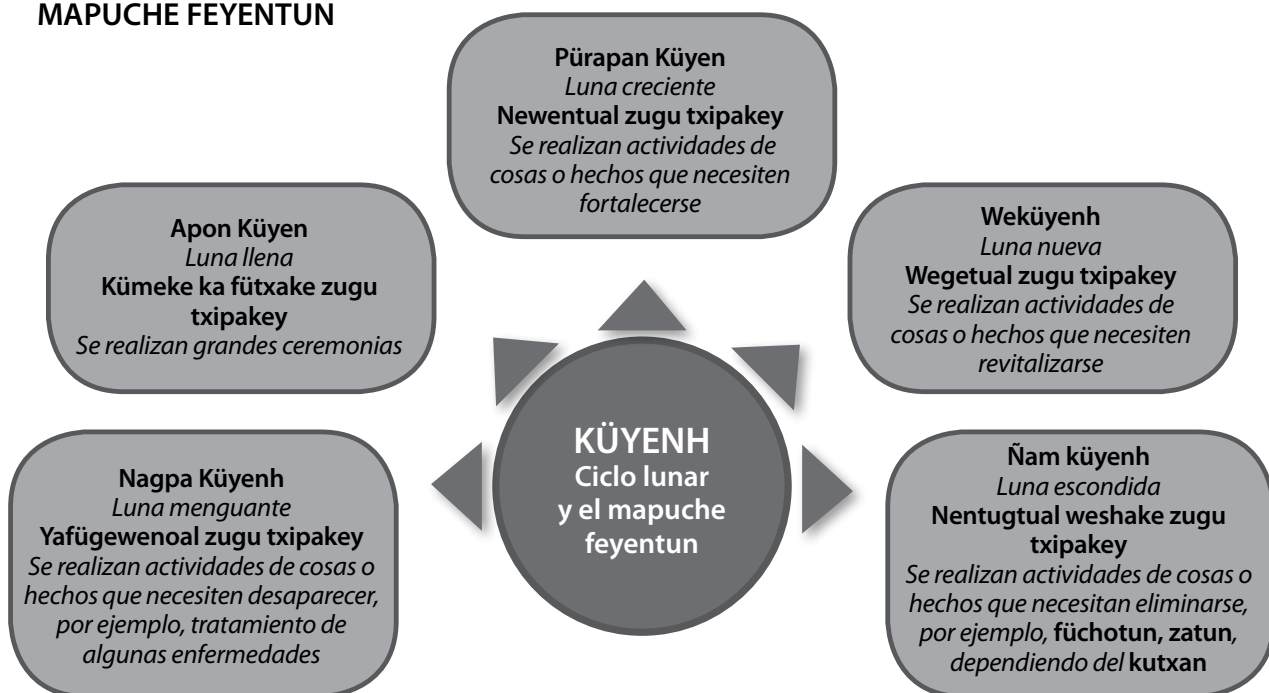 MAPUCHE FEYENTUN
Pürapan Küyen
Luna creciente
Newentual zugu txipakey
Se realizan actividades de
cosas o hechos que necesiten
fortalecerse
Apon Küyen
Luna llena
Kümeke ka fütxake zugu
txipakey
Se realizan grandes ceremonias
Weküyenh
Luna nueva
Wegetual zugu txipakey
Se realizan actividades de
cosas o hechos que necesiten
revitalizarse
KÜYENH
Ciclo lunar
y el mapuche
feyentun
Nagpa Küyenh
Luna menguante
Yafügewenoal zugu txipakey
Se realizan actividades de cosas o
hechos que necesiten desaparecer,
por ejemplo, tratamiento de
algunas enfermedades
Ñam küyenh
Luna escondida
Nentugtual weshake zugu
txipakey
Se realizan actividades de cosas o
hechos que necesitan eliminarse,
por ejemplo, füchotun, zatun,
dependiendo del kutxan